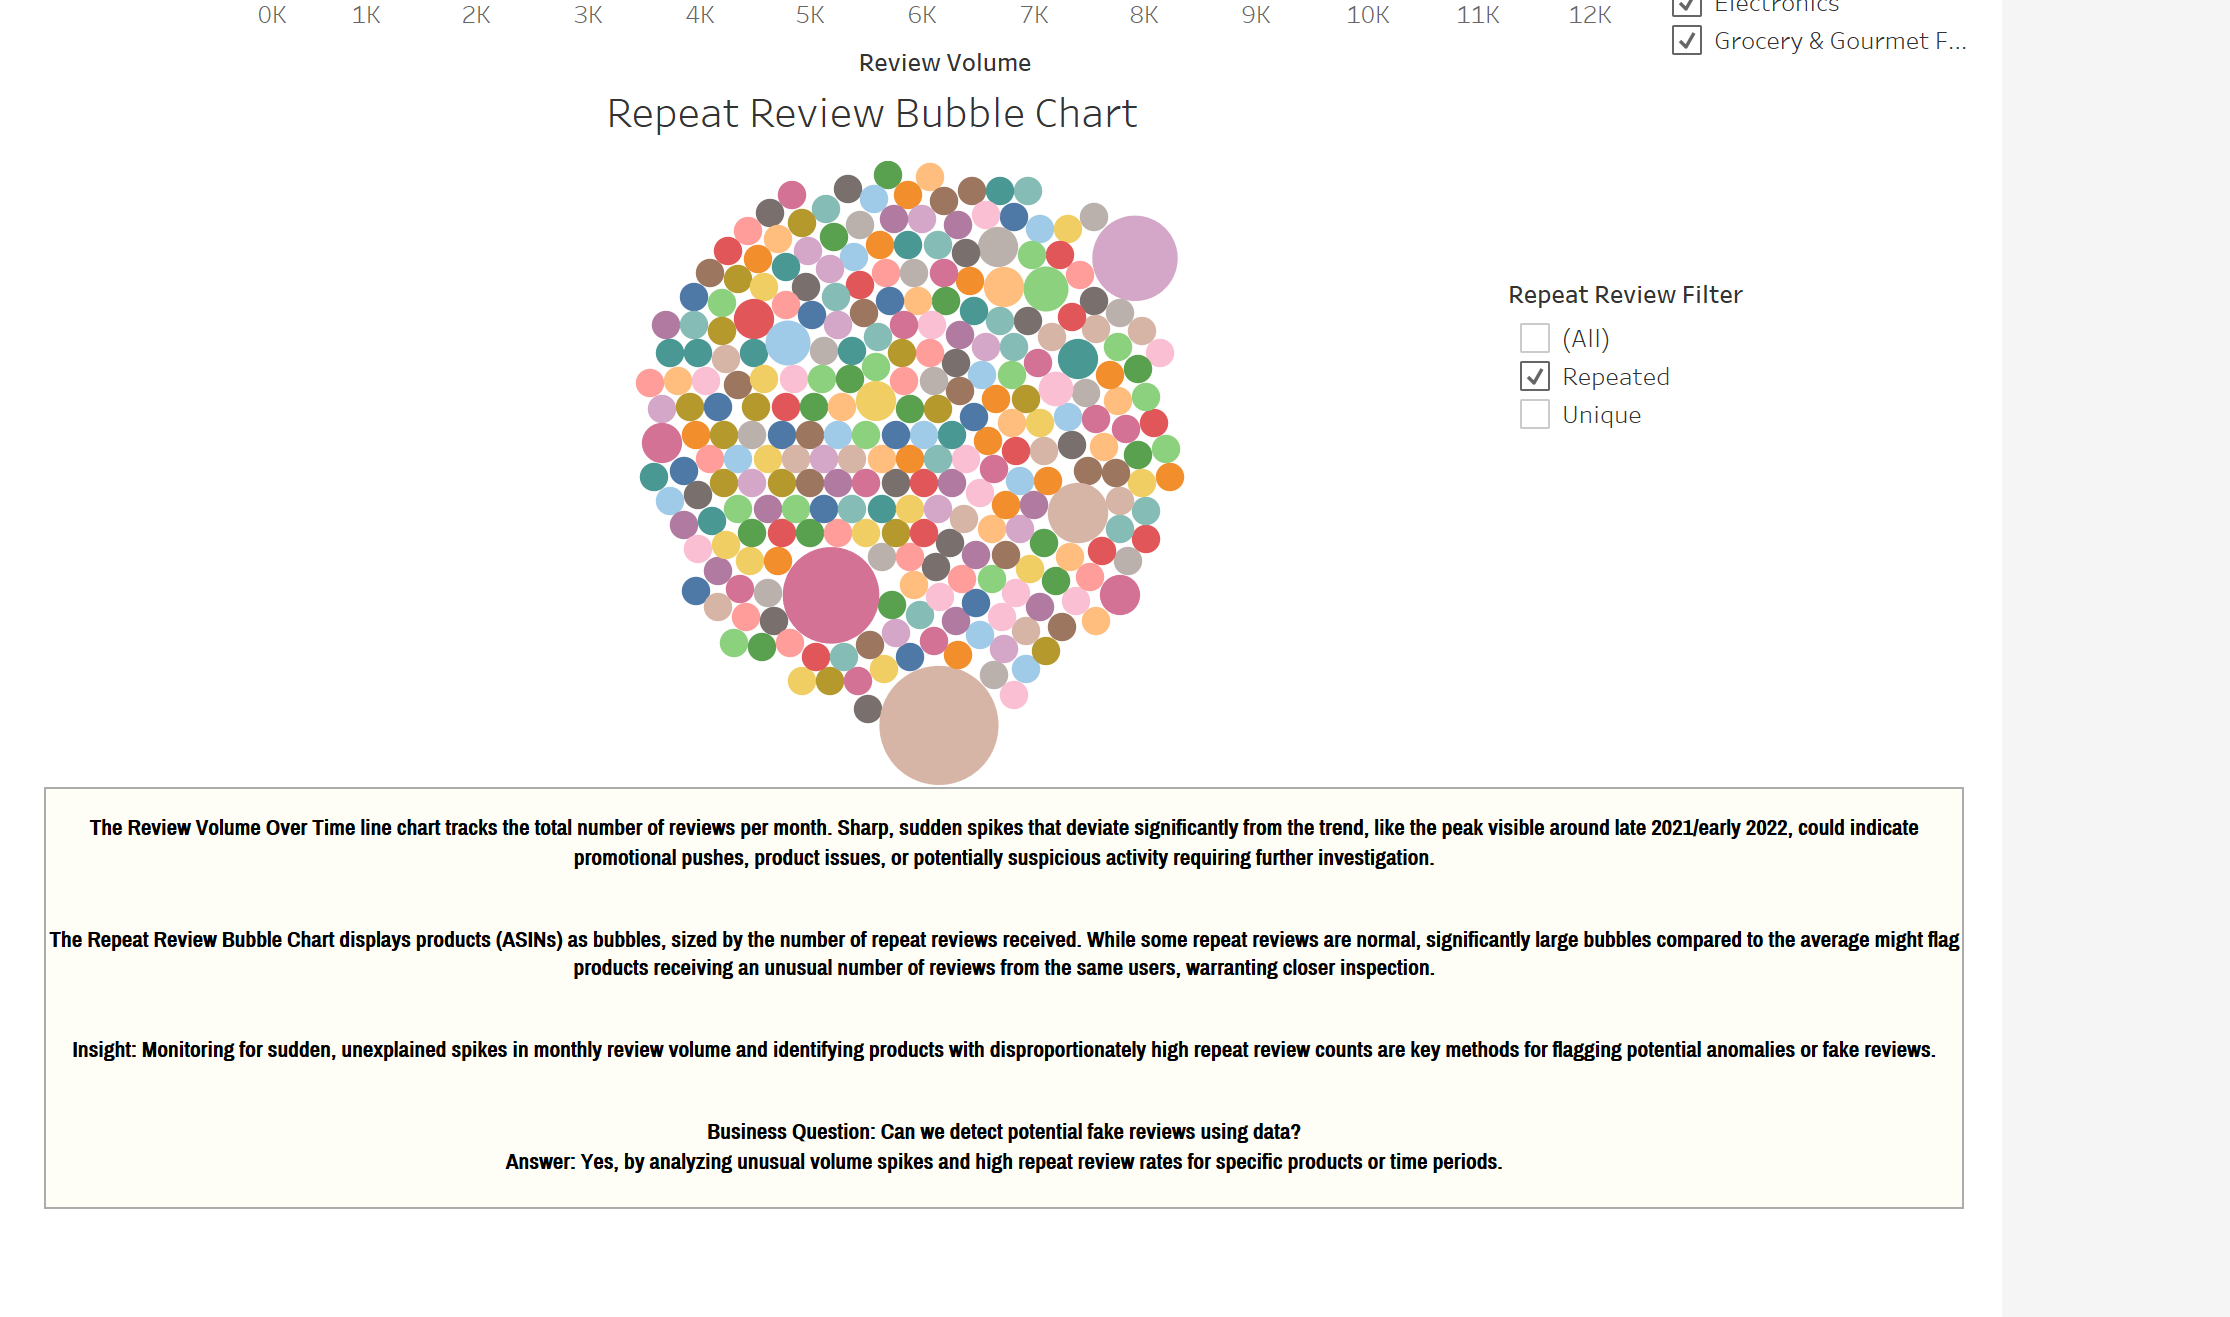 0K 1K 2K 3K 4K 5K 6K 7K 8K 9K 10K 11K 12K
Electronics
Grocery & Gourmet F...
Review Volume
Repeat Review Bubble Chart
Repeat Review Filter
(All)
Repeated
Unique
The Review Volume Over Time line chart tracks the total number of reviews per month. Sharp, sudden spikes that deviate significantly from the trend, like the peak visible around late 2021/early 2022, could indicate
promotional pushes, product issues, or potentially suspicious activity requiring further investigation.
The Repeat Review Bubble Chart displays products (ASINs) as bubbles, sized by the number of repeat reviews received. While some repeat reviews are normal, significantly large bubbles compared to the average might flag
products receiving an unusual number of reviews from the same users, warranting closer inspection.
Insight: Monitoring for sudden, unexplained spikes in monthly review volume and identifying products with disproportionately high repeat review counts are key methods for flagging potential anomalies or fake reviews.
Business Question: Can we detect potential fake reviews using data?
Answer: Yes, by analyzing unusual volume spikes and high repeat review rates for specific products or time periods.